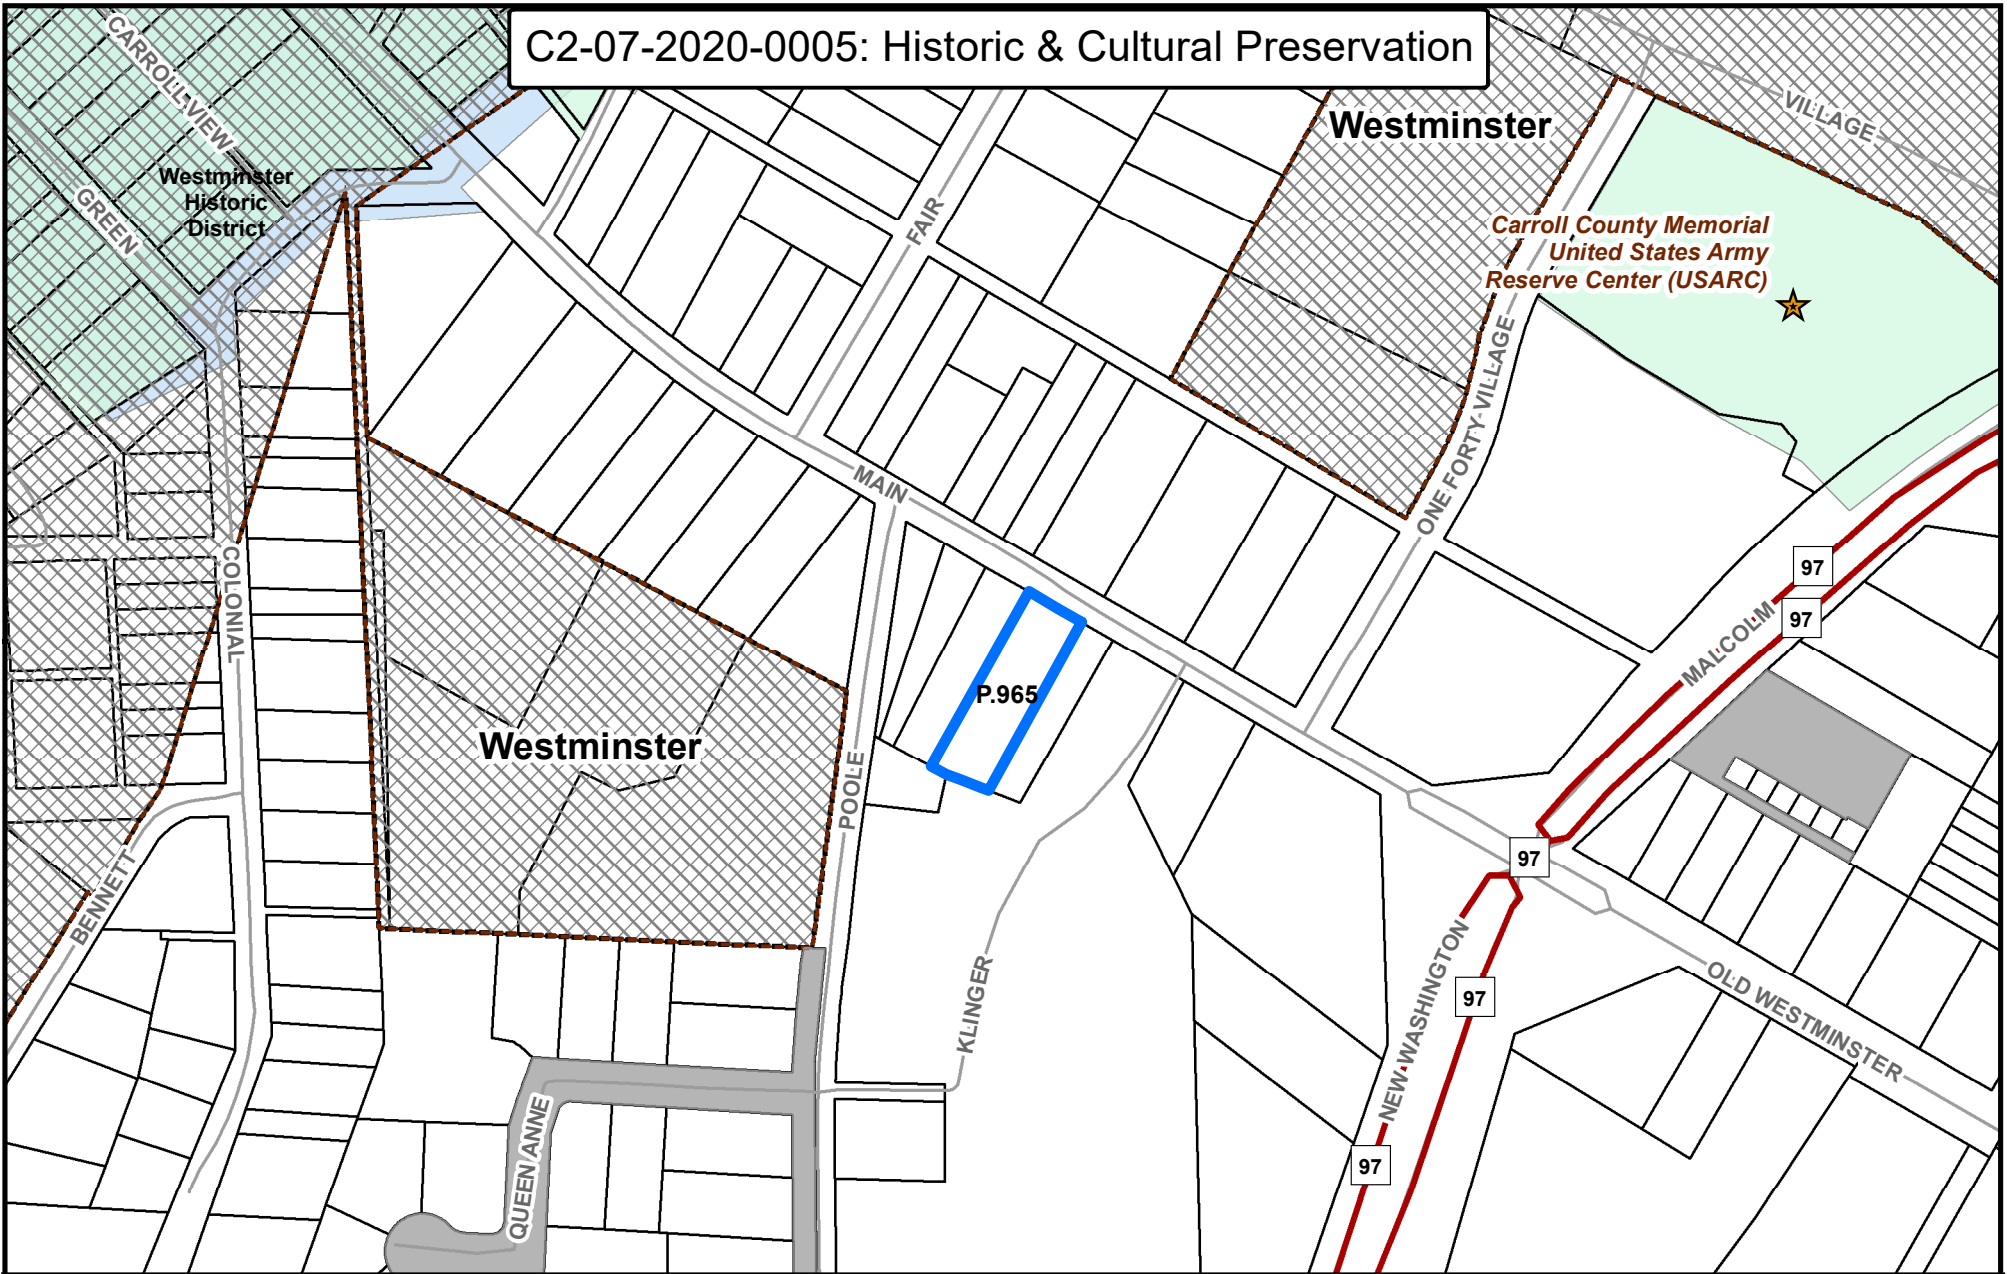 C2-07-2020-0005: Historic & Cultural Preservation
CARROLL VIEW
VILLAGE
Westminster
Westminster
Historic
District
GREEN
FAIR
Carroll County Memorial
United States Army
Reserve Center (USARC)
ONE FORTY VILLAGE
MAIN
COLONIAL
97
97
MALCOLM
P.965
Westminster
POOLE
97
BENNETT
NEW WASHINGTON
KLINGER
97
OLD WESTMINSTER
QUEEN ANNE
97